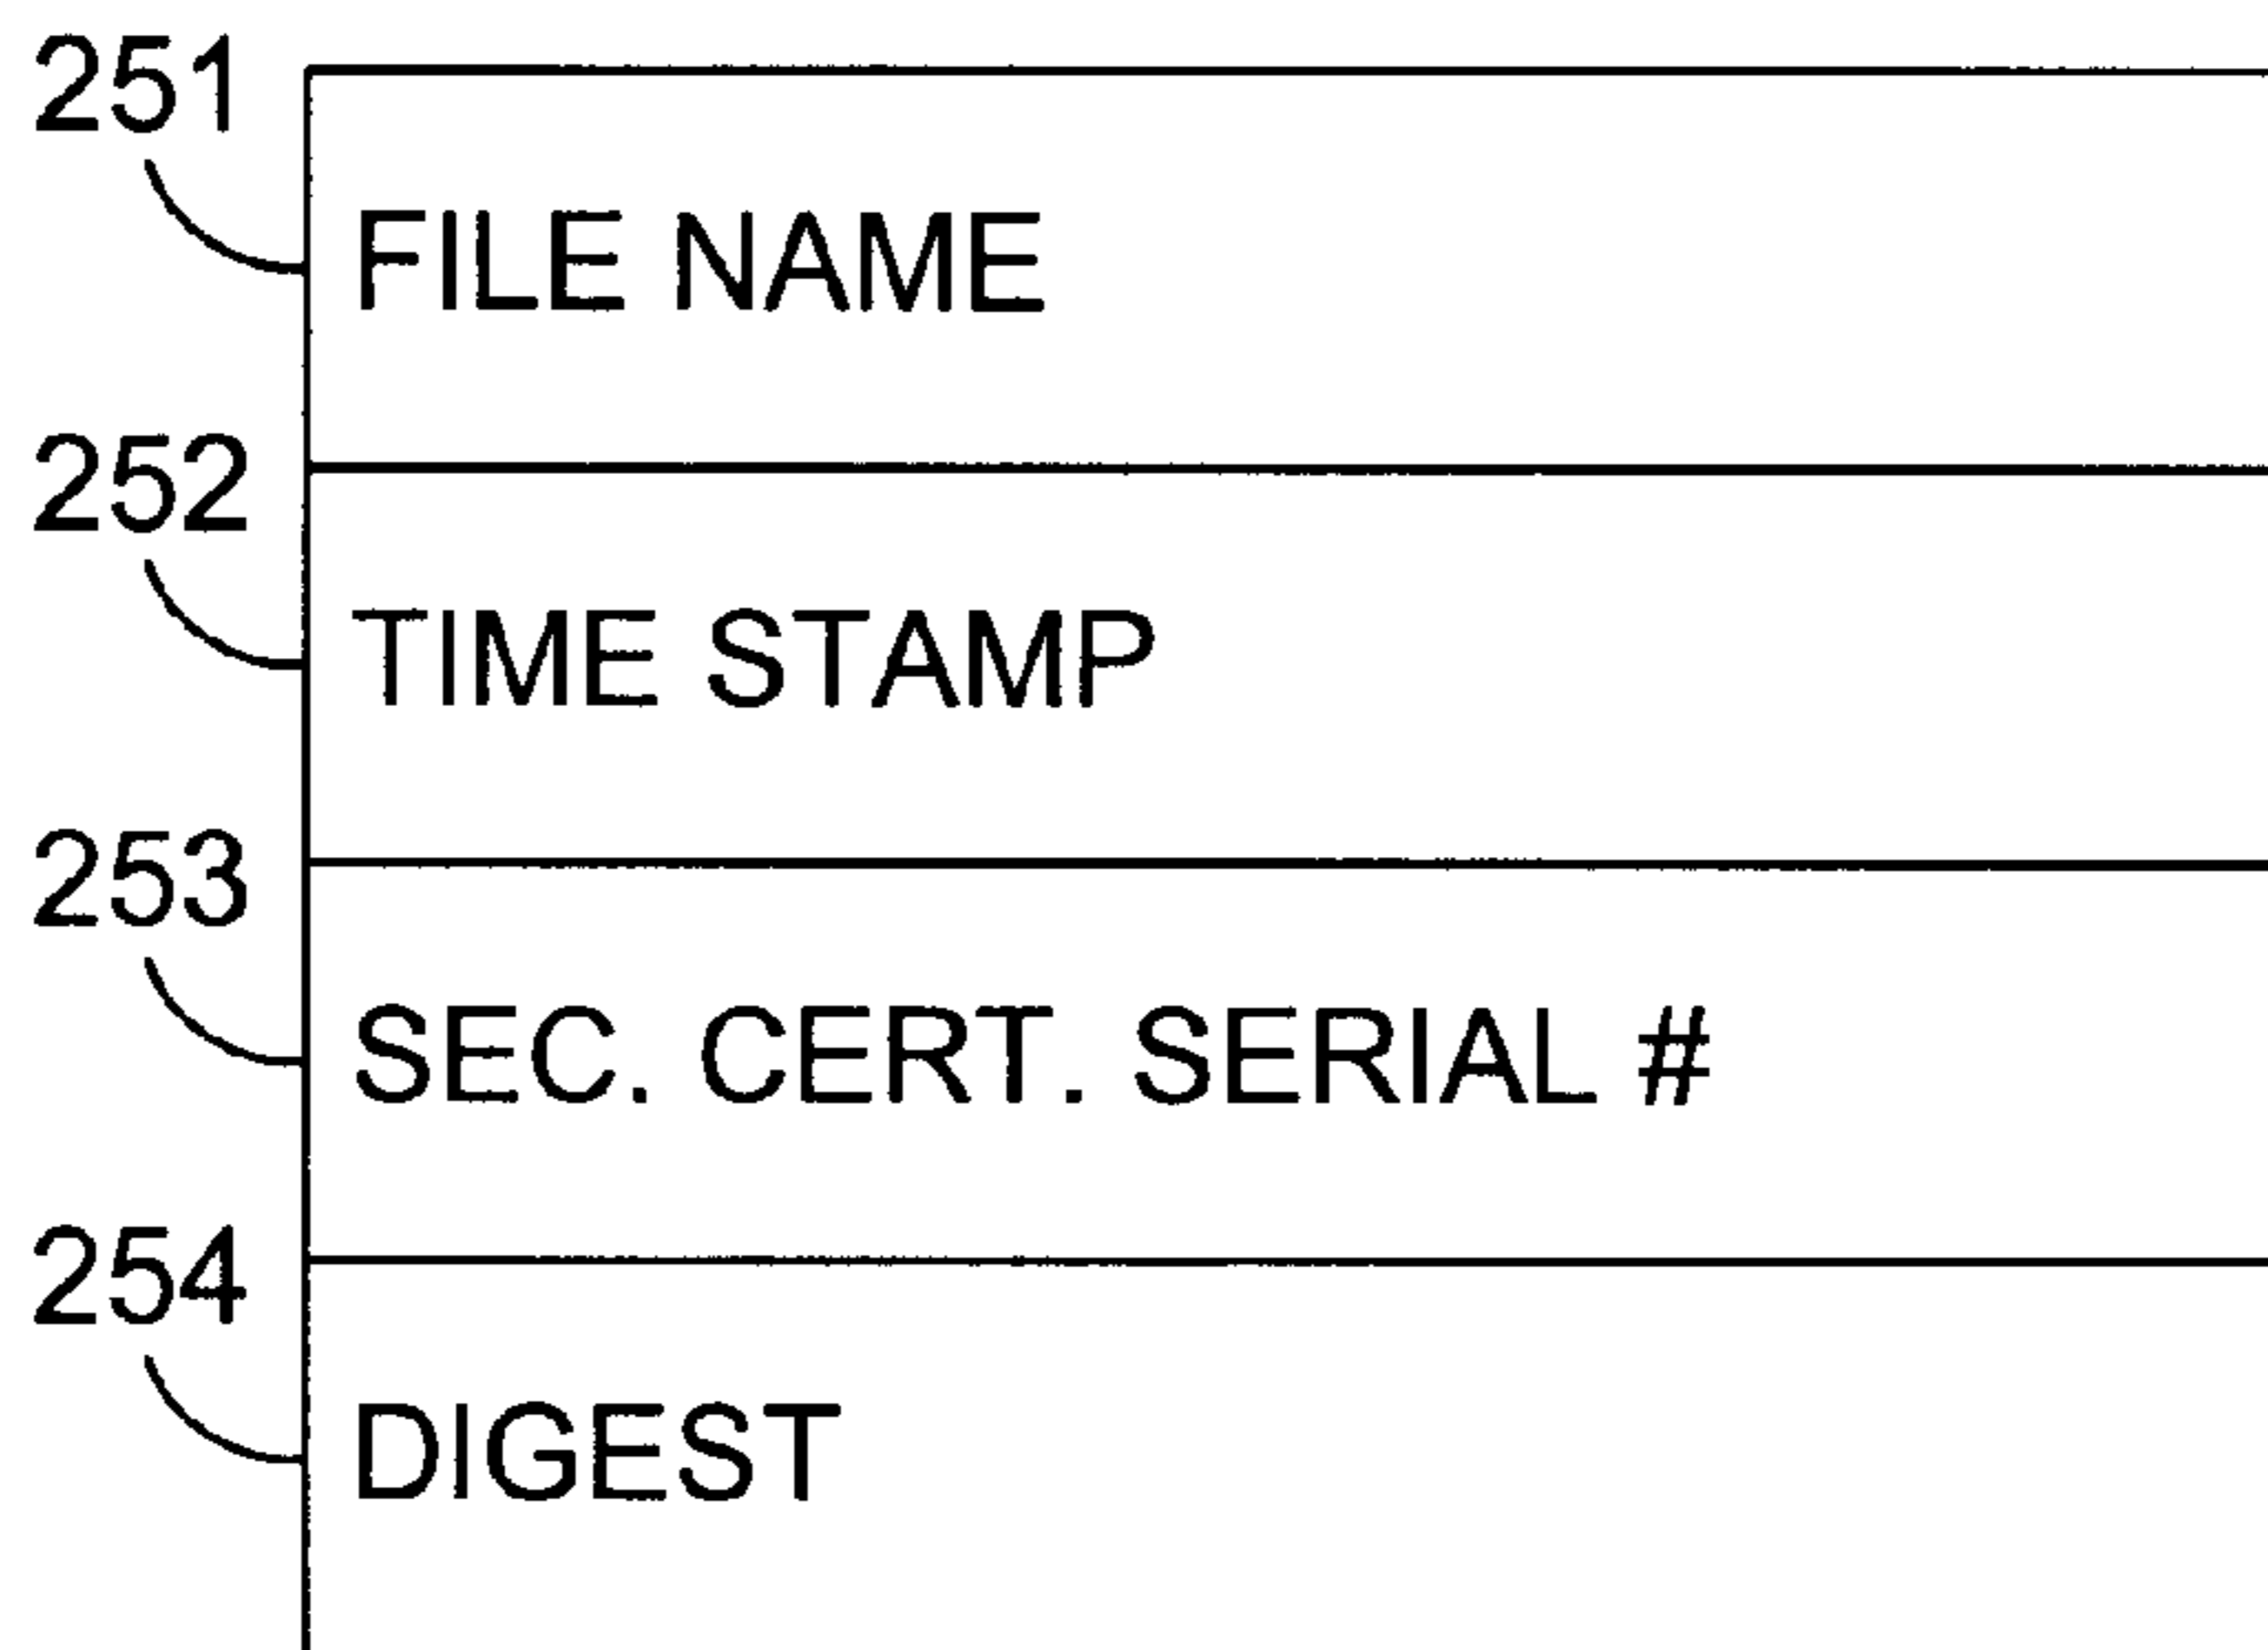 251
FILE NAME
252
TIME STAMP
253
SEC. CERT. SERIAL #
254
DIGEST